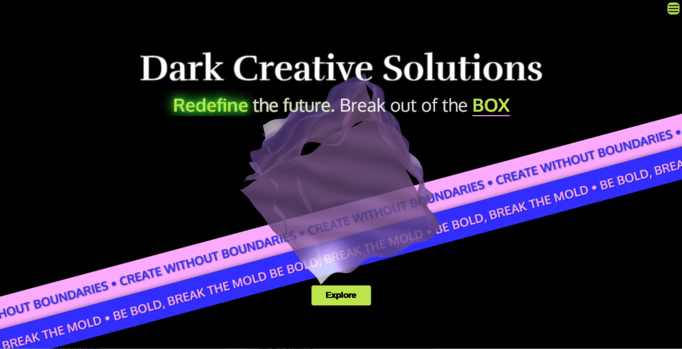 Dark Creative Solutions
Redefine the future. Break out of the BOX
HOUT BOUNDARIES • CREATE WITHOUT BOUNDARIES • CREATE WITHOUT BOUNDARIES • CREATE WITHOUT BOUNDARIES •
BREAK THE MOLD • BE BOLD, BREAK THE MOLD BE BOLD, BREAK THE MOLD • BE BOLD, BREAK THE MOLD • BE BOLD, BREA
Explore